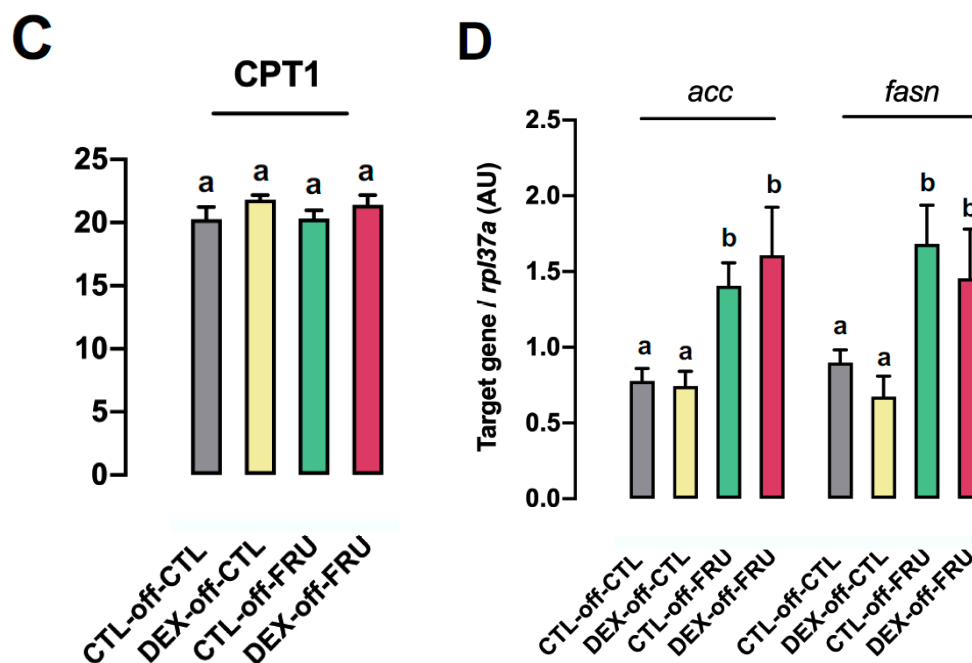 C
CPT1
25
20
15
10
5
0
a a a a
CTL-off-CTL
DEX-off-CTL
CTL-off-FRU
DEX-off-FRU
D
acc fasn
Target gene / rpl37a (AU)
2.5
2.0
1.5
1.0
0.5
0.0
a a b b a a b b
CTL-off-CTL
DEX-off-CTL
CTL-off-FRU
DEX-off-FRU
CTL-off-CTL
DEX-off-CTL
CTL-off-FRU
DEX-off-FRU